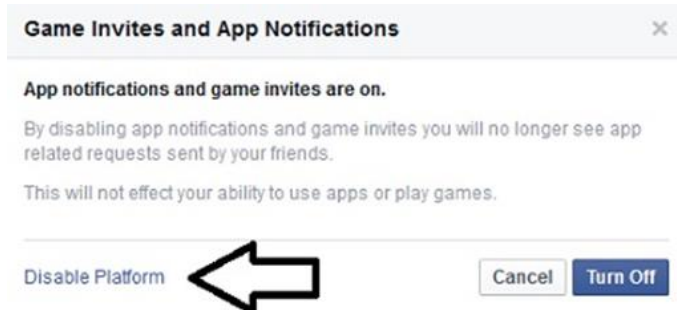 Game Invites and App Notifications
App notifications and game invites are on.
By disabling app notifications and game invites you will no longer see app
related requests sent by your friends.
This will not effect your ability to use apps or play games.
Disable Platform
Cancel
Turn Off